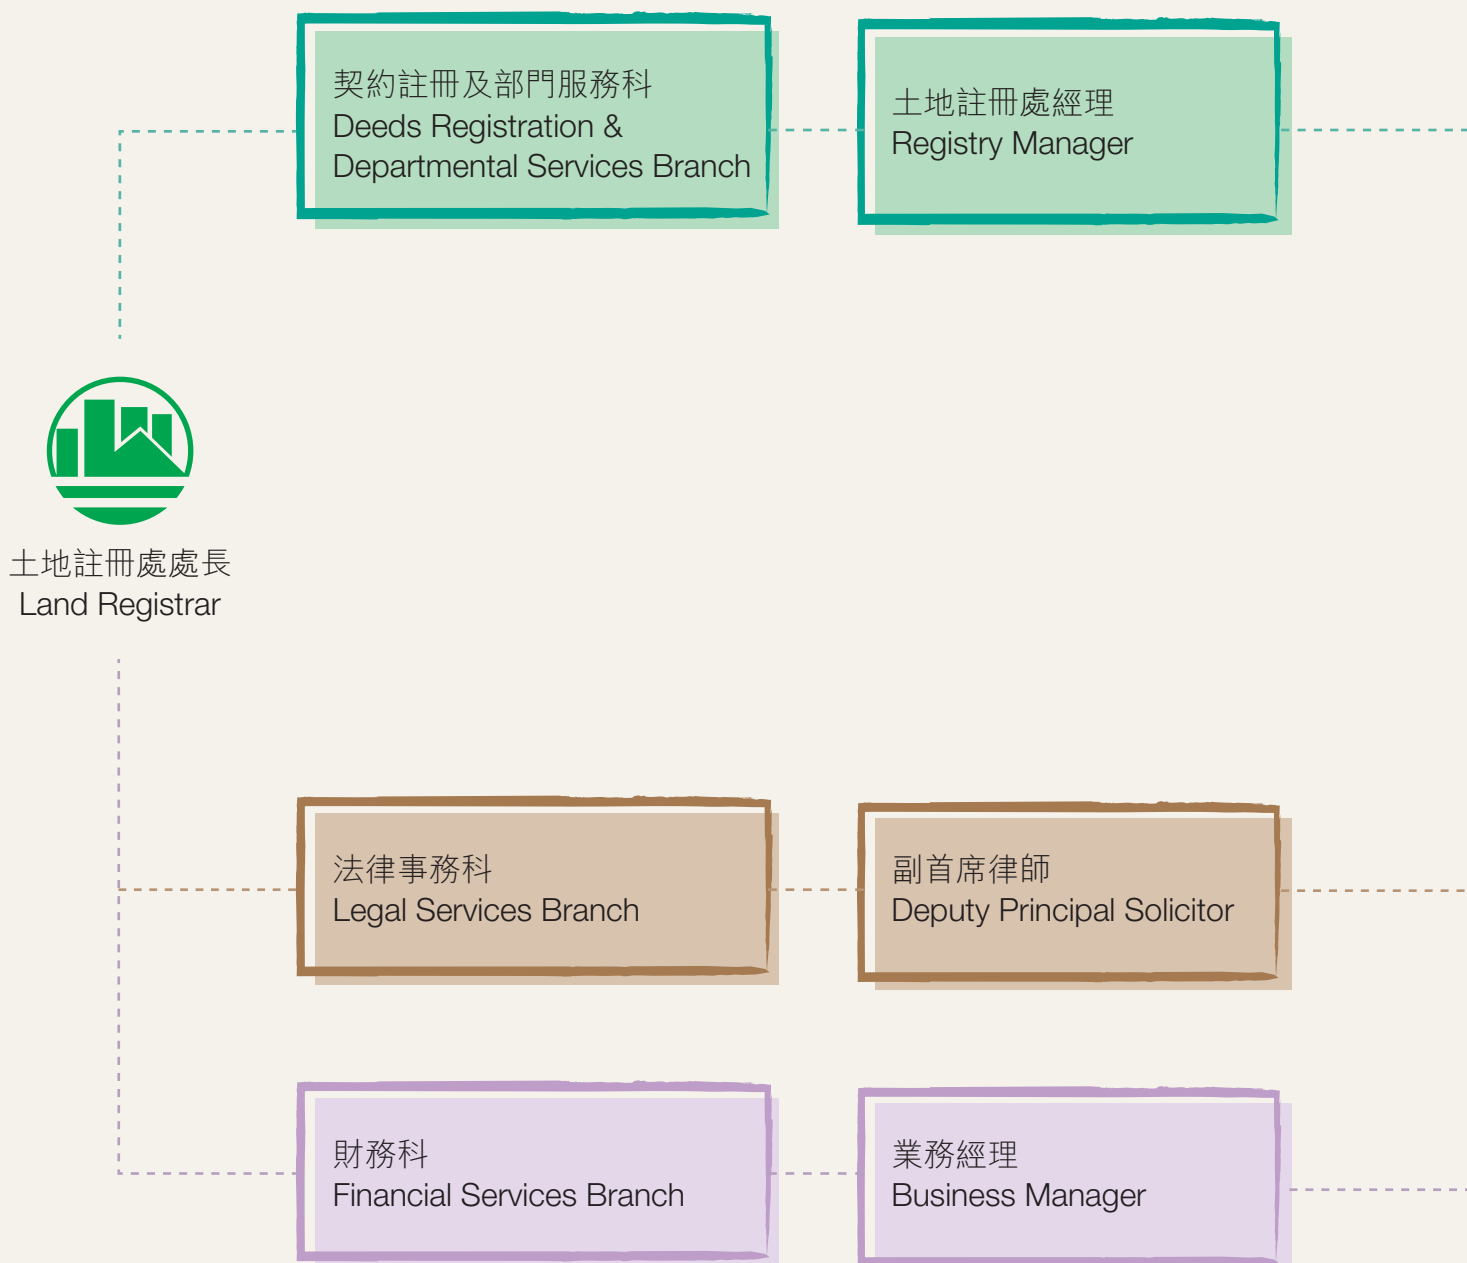 契約註冊及部門服務科
Deeds Registration &
Departmental Services Branch
土地註冊處經理
Registry Manager
土地註冊處處長
Land Registrar
法律事務科
Legal Services Branch
副首席律師
Deputy Principal Solicitor
財務科
Financial Services Branch
業務經理
Business Manager